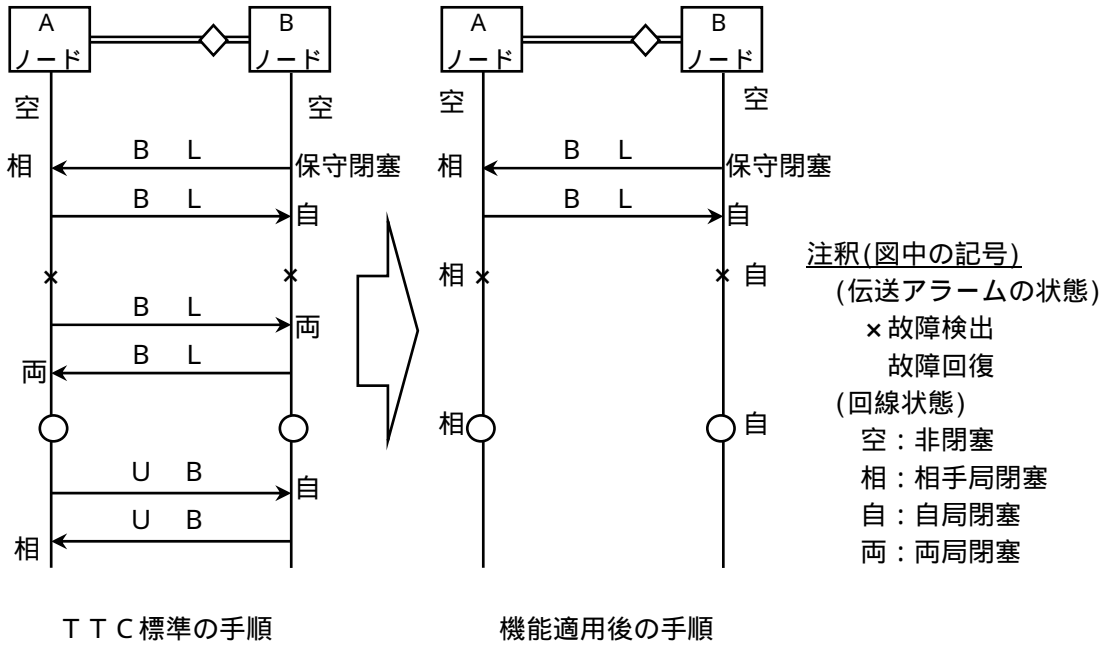 A
ノード
B
ノード
空
空
相
B L
保守閉塞
B L
自
B L
両
B L
両
U B
自
U B
相
TTC標準の手順
A
ノード
B
ノード
空
空
相
B L
保守閉塞
B L
自
相
自
相
自
機能適用後の手順
注釈(図中の記号)
(伝送アラームの状態)
×故障検出
故障回復
(回線状態)
空:非閉塞
相:相手局閉塞
自:自局閉塞
両:両局閉塞